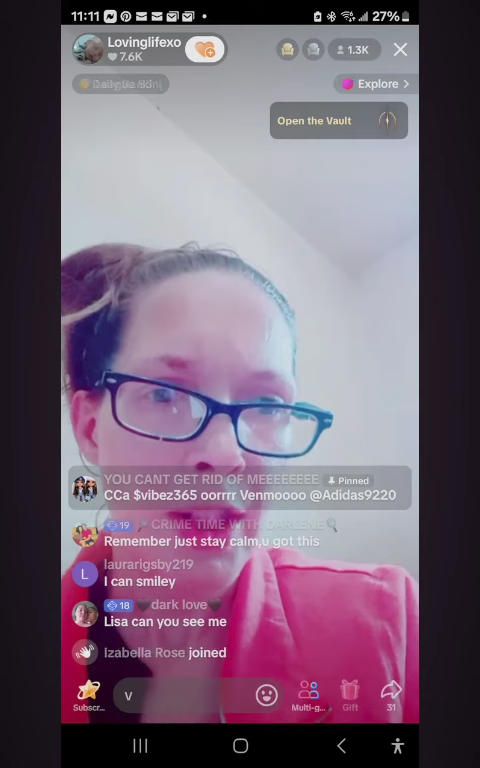 11:11
27%
Lovinglifexo
7.6K
1.3K
Explore >
Open the Vault
YOU CANT GET RID OF MEEEEEEEE Pinned
CCa $vibez365 oorrrr Venmoooo @Adidas9220
19 CRIME TIME WITH DARLENE
Remember just stay calm,u got this
L
laurarigsby219
I can smiley
18 dark love
Lisa can you see me
Izabella Rose joined
Subscr...
V
Multi-g...
Gift
31